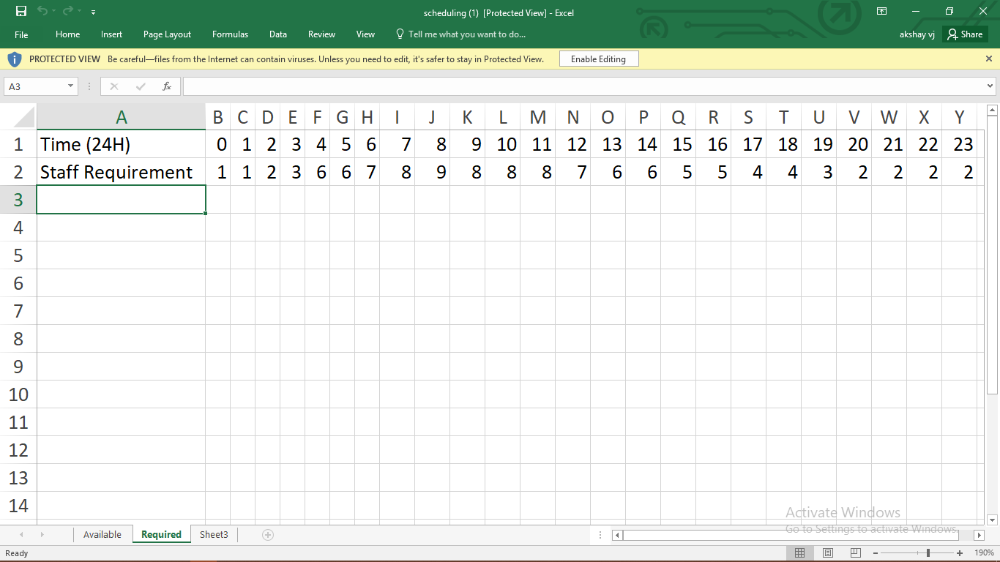 scheduling (1) [Protected View] - Excel
File Home Insert Page Layout Formulas Data Review View Tell me what you want to do... akshay vj Share
PROTECTED VIEW Be careful—files from the Internet can contain viruses. Unless you need to edit, it's safer to stay in Protected View. Enable Editing
A3 fx
A B C D E F G H I J K L M N O P Q R S T U V W X Y
1 Time (24H) 0 1 2 3 4 5 6 7 8 9 10 11 12 13 14 15 16 17 18 19 20 21 22 23
2 Staff Requirement 1 1 2 3 6 6 7 8 9 8 8 8 7 6 6 5 5 4 4 3 2 2 2 2
3
4
5
6
7
8
9
10
11
12
13
14
Activate Windows
Go to Settings to activate Windows.
Available Required Sheet3
Ready 190%